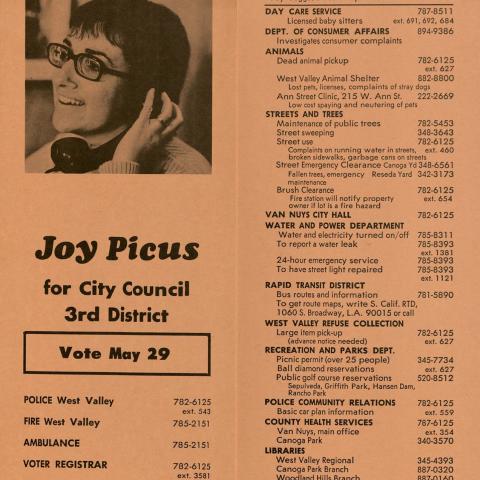 Joy Picus
for City Council
3rd District
Vote May 29
POLICE West Valley 782-6125
ext. 543
FIRE West Valley 785-2151
AMBULANCE 785-2151
VOTER REGISTRAR 782-6125
ext. 3581
DAY CARE SERVICE 787-8511
Licensed baby sitters ext. 691, 692, 684
DEPT. OF CONSUMER AFFAIRS 894-9386
Investigates consumer complaints
ANIMALS
Dead animal pickup 782-6125
ext. 627
West Valley Animal Shelter 882-8800
Lost pets, licenses, complaints of stray dogs
Ann Street Clinic, 215 W. Ann St. 222-2669
Low cost spaying and neutering of pets
STREETS AND TREES
Maintenance of public trees 782-5453
Street sweeping 348-3643
Street use 782-6125
Complaints on running water in streets, ext. 460
broken sidewalks, garbage cans on streets
Street Emergency Clearance Canoga Yd 348-6561
Fallen trees, emergency Reseda Yard 342-3173
maintenance
Brush Clearance 782-6125
Fire station will notify property ext. 654
owner if lot is a fire hazard
VAN NUYS CITY HALL 782-6125
WATER AND POWER DEPARTMENT
Water and electricity turned on/off 785-8311
To report a water leak 785-8393
ext. 1381
24-hour emergency service 785-8393
To have street light repaired 785-8393
ext. 1121
RAPID TRANSIT DISTRICT
Bus routes and information 781-5890
To get route maps, write S. Calif. RTD,
1060 S. Broadway, L.A. 90015 or call
WEST VALLEY REFUSE COLLECTION
Large item pick-up 782-6125
(advance notice needed) ext. 627
RECREATION AND PARKS DEPT.
Picnic permit (over 25 people) 345-7734
Ball diamond reservations ext. 627
Public golf course reservations 520-8512
Sepulveda, Griffith Park, Hansen Dam,
Rancho Park
POLICE COMMUNITY RELATIONS 782-6125
Basic car plan information ext. 559
COUNTY HEALTH SERVICES 787-6125
Van Nuys, main office ext. 354
Canoga Park 340-3570
LIBRARIES
West Valley Regional 345-4393
Canoga Park Branch 887-0320
Woodland Hills Branch 887-0160